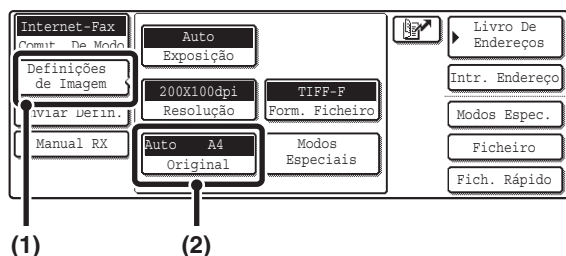 Internet-Fax
Comut. De Modo
Definições
de Imagem
Enviar Defin.
Manual RX
Auto
Exposição
200X100dpi
Resolução
TIFF-F
Form. Ficheiro
Auto A4
Original
Modos
Especiais
Livro De
Endereços
Intr. Endereço
Modos Espec.
Ficheiro
Fich. Rápido
(1)
(2)